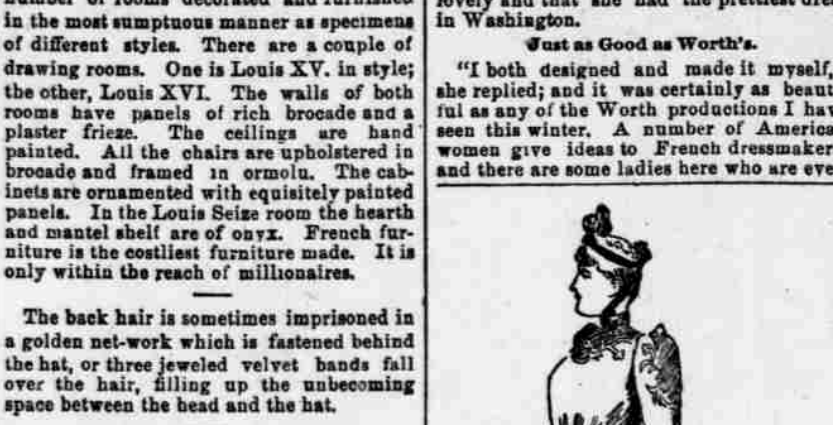 number of rooms decorated and furnished
in the most sumptuous manner as specimens
of different styles. There are a couple of
drawing rooms. One is Louis XV. in style;
the other, Louis XVI. The walls of both
rooms have panels of rich brocade and a
plaster frieze. The ceilings are hand
painted. All the chairs are upholstered in
brocade and framed in ormolu. The cab-
inets are ornamented with equisitely painted
panels. In the Louis Seize room the hearth
and mantel shelf are of onyx. French fur-
niture is the costliest furniture made. It is
only within the reach of millionaires.
The back hair is sometimes imprisoned in
a golden net-work which is fastened behind
the hat, or three jeweled velvet bands fall
over the hair, filling up the unbecoming
space between the head and the hat.
lovely and that she had the prettiest dre
in Washington.
Just as Good as Worth's.
"I both designed and made it myself,
she replied; and it was certainly as beaut
ful as any of the Worth productions I hav
seen this winter. A number of America
women give ideas to French dressmaker
and there are some ladies here who are eve